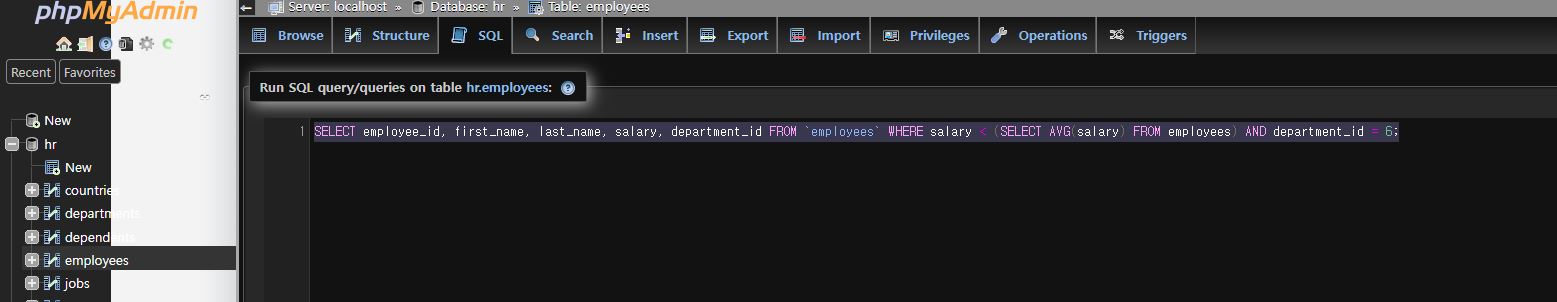 phpMyAdmin
Server: localhost » Database: hr » Table: employees
Browse Structure SQL Search Insert Export Import Privileges Operations Triggers
Recent Favorites
Run SQL query/queries on table hr.employees:
1 SELECT employee_id, first_name, last_name, salary, department_id FROM `employees` WHERE salary < (SELECT AVG(salary) FROM employees) AND department_id = 6;
New
hr
New
countries
departments
dependents
employees
jobs